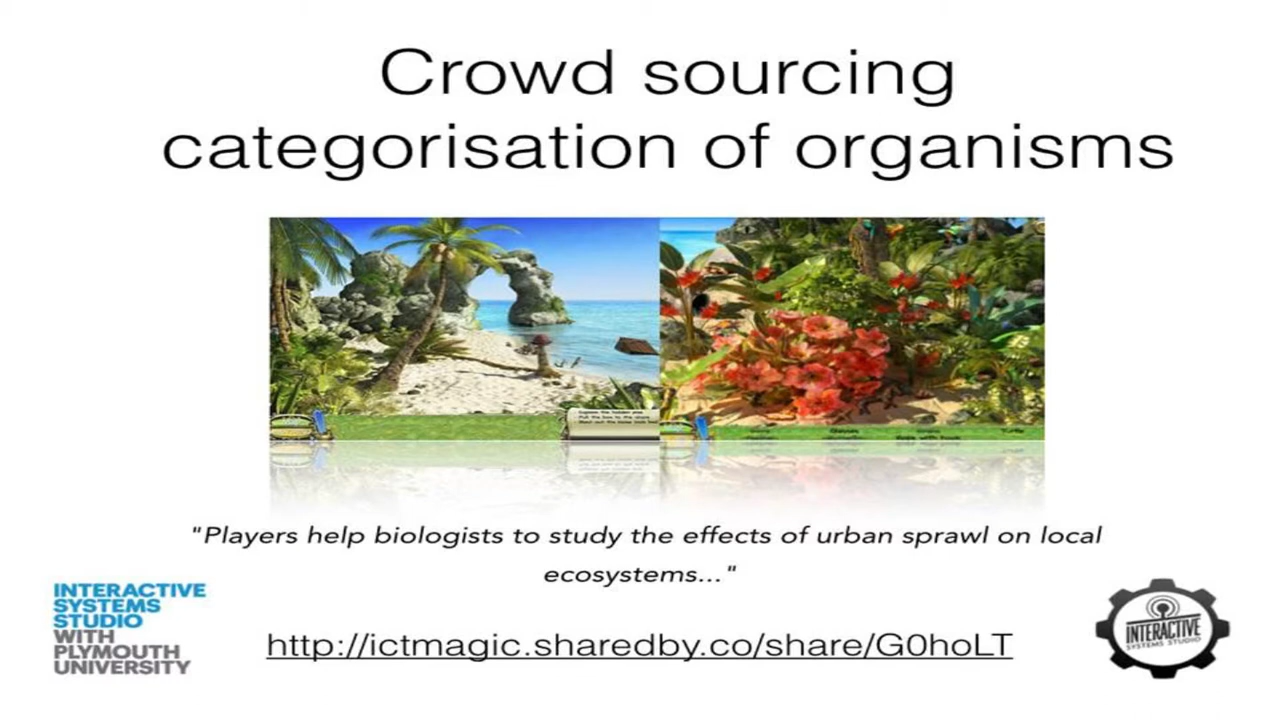 Crowd sourcing
categorisation of organisms
"Players help biologists to study the effects of urban sprawl on local
ecosystems..."
INTERACTIVE
SYSTEMS
STUDIO
WITH
PLYMOUTH
UNIVERSITY
http://ictmagic.sharedby.co/share/G0hoLT
INTERACTIVE
SYSTEMS STUDIO